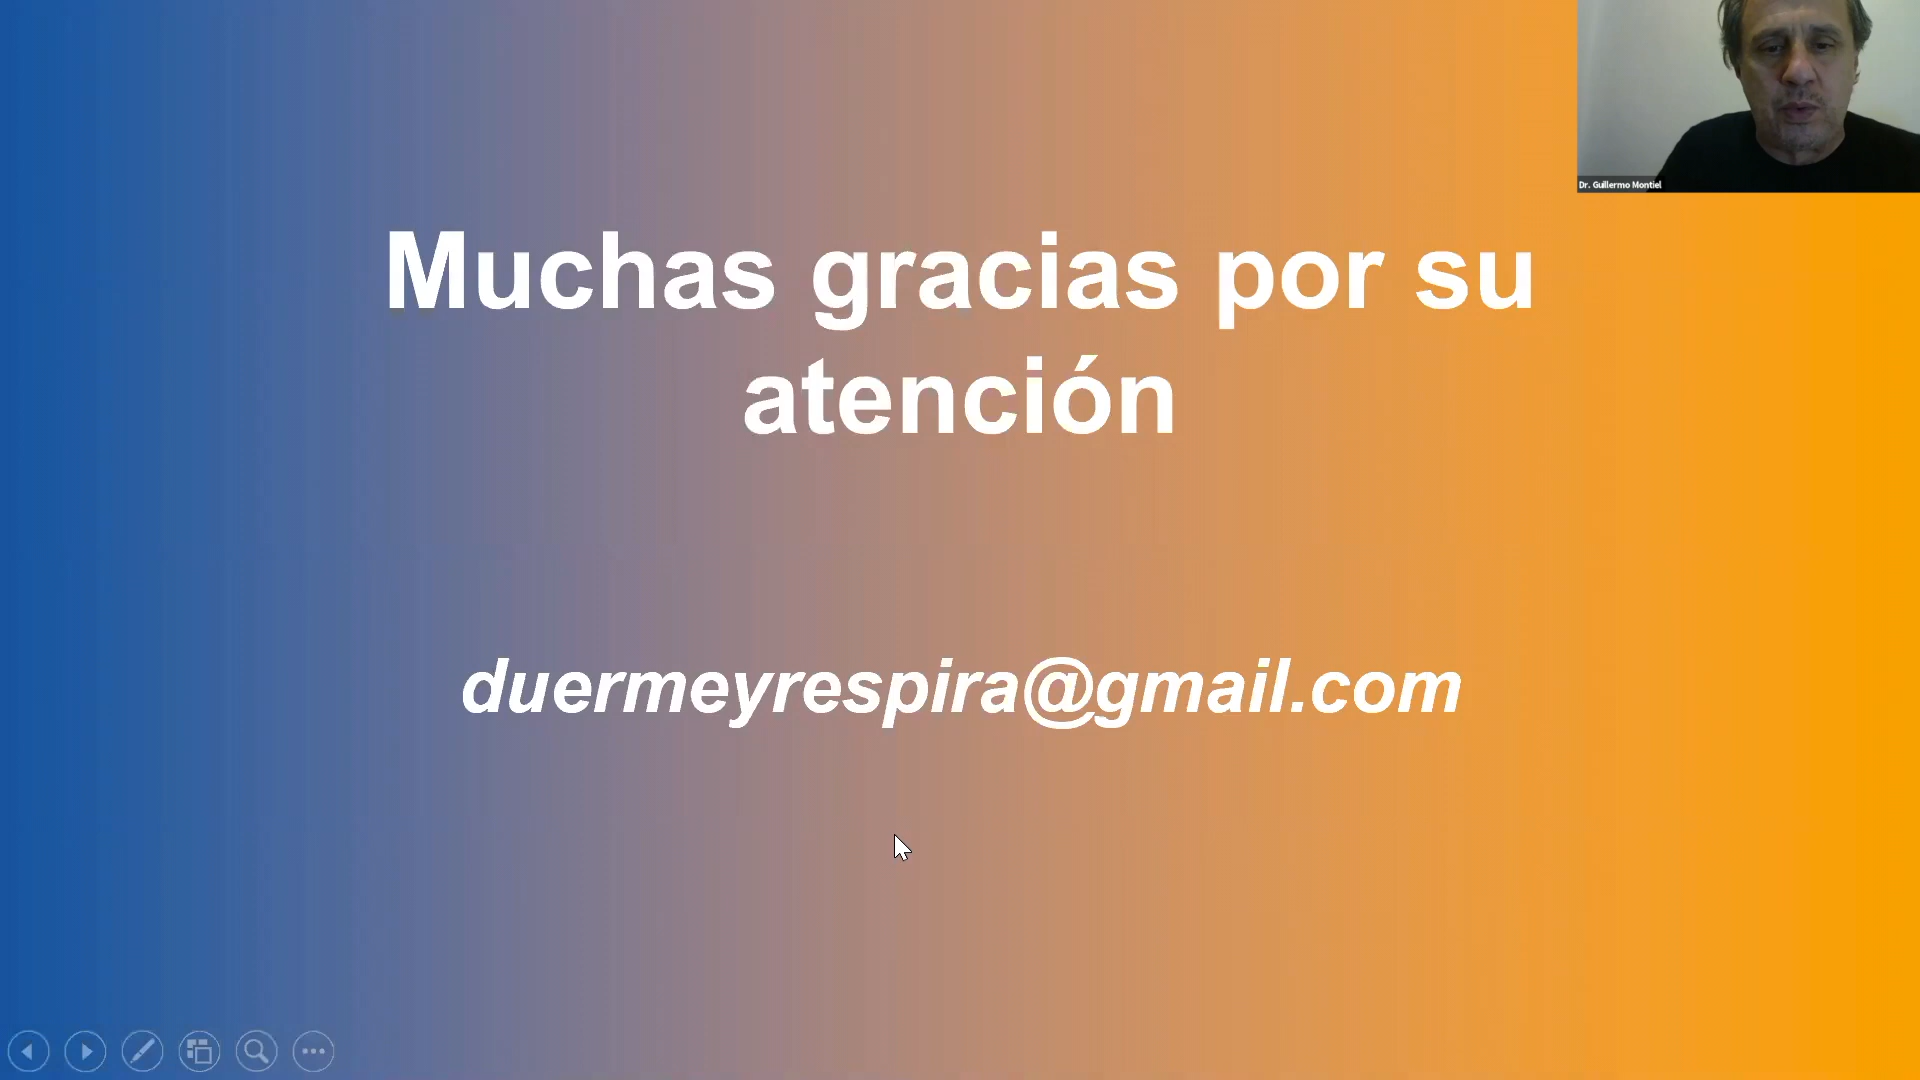 Dr. Guillermo Montiel
Muchas gracias por su
atención
duermeyrespira@gmail.com